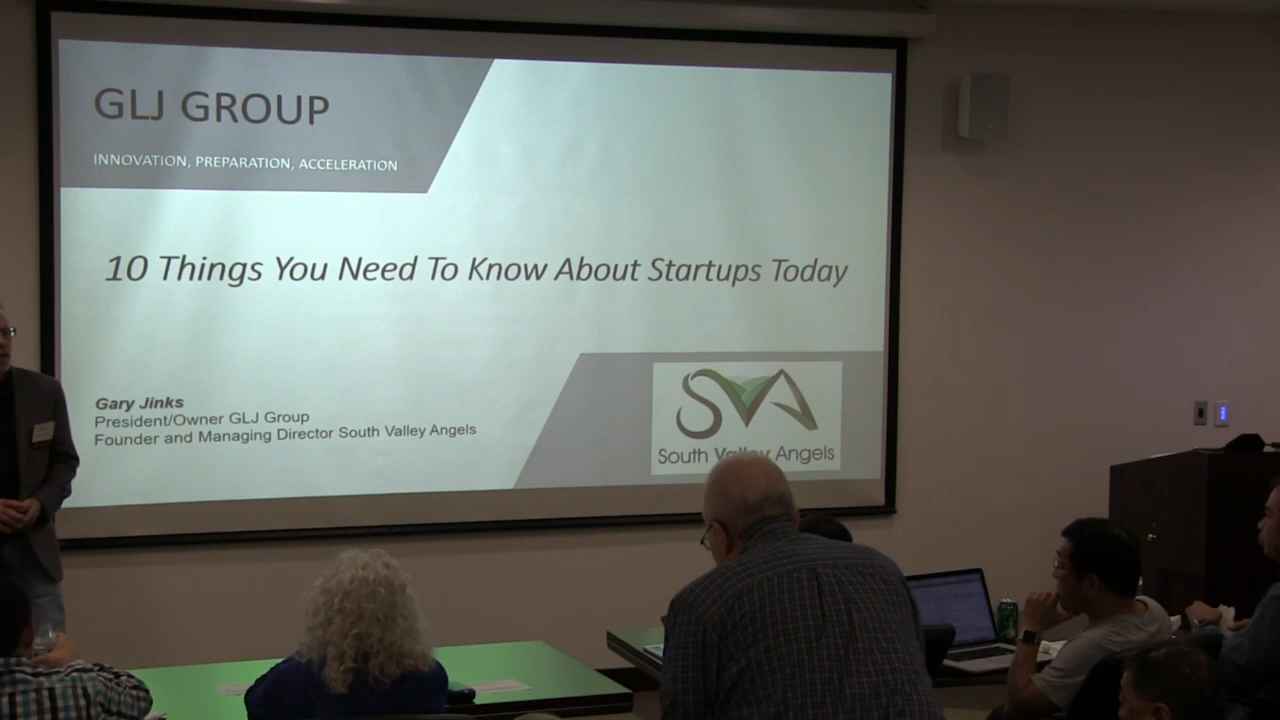 GLJ GROUP
INNOVATION, PREPARATION, ACCELERATION
10 Things You Need To Know About Startups Today
Gary Jinks
President/Owner GLJ Group
Founder and Managing Director South Valley Angels
SVA
South Valley Angels